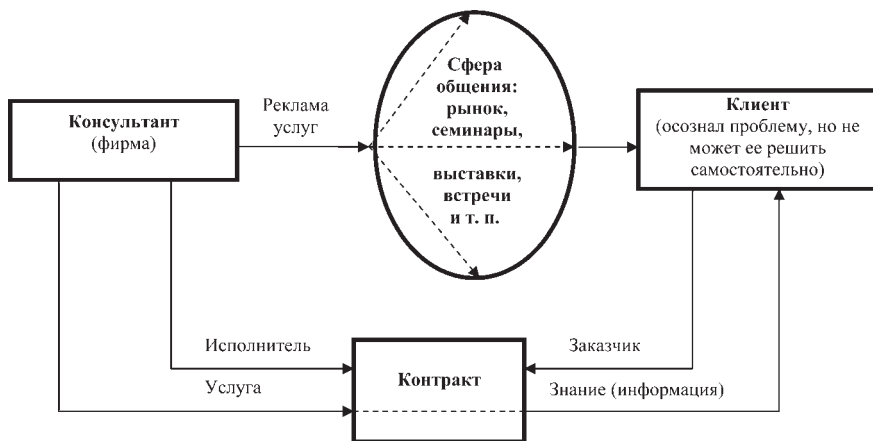 Консультант
(фирма)
Реклама
услуг
Сфера
общения:
рынок,
семинары,
выставки,
встречи
и т. п.
Клиент
(осознал проблему, но не
может ее решить
самостоятельно)
Исполнитель
Услуга
Контракт
Заказчик
Знание (информация)